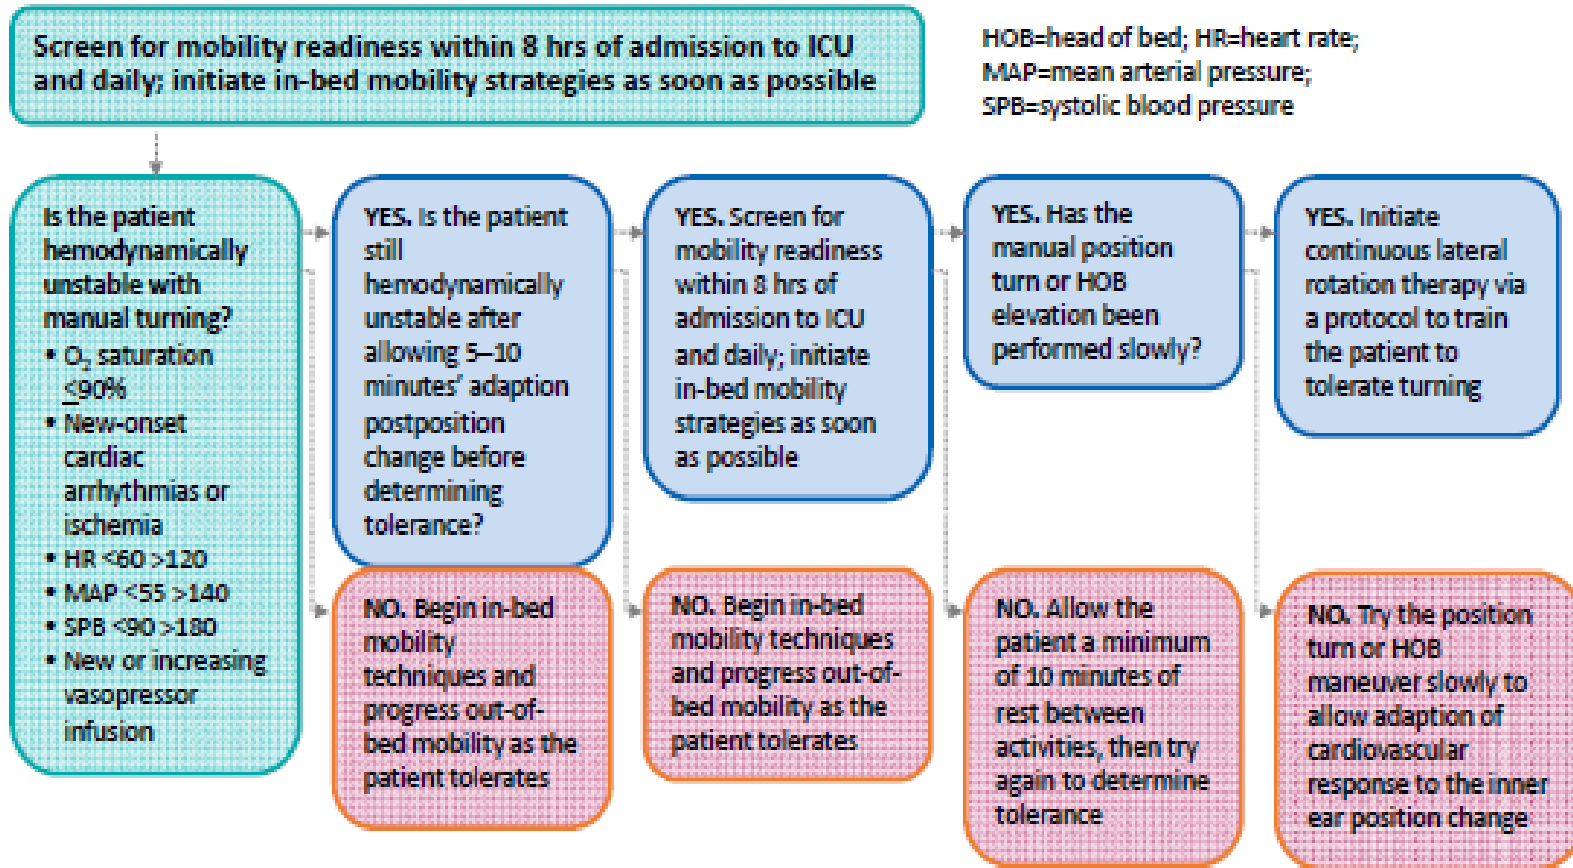 Screen for mobility readiness within 8 hrs of admission to ICU
and daily; initiate in-bed mobility strategies as soon as possible
HOB=head of bed; HR=heart rate;
MAP=mean arterial pressure;
SPB=systolic blood pressure
Is the patient
hemodynamically
unstable with
manual turning?
• O₂ saturation
≤90%
• New-onset
cardiac
arrhythmias or
ischemia
• HR <60 >120
• MAP <55 >140
• SPB <90 >180
• New or increasing
vasopressor
infusion
YES. Is the patient
still
hemodynamically
unstable after
allowing 5–10
minutes' adaption
postposition
change before
determining
tolerance?
NO. Begin in-bed
mobility
techniques and
progress out-of-
bed mobility as the
patient tolerates
YES. Screen for
mobility readiness
within 8 hrs of
admission to ICU
and daily; initiate
in-bed mobility
strategies as soon
as possible
NO. Begin in-bed
mobility techniques
and progress out-of-
bed mobility as the
patient tolerates
YES. Has the
manual position
turn or HOB
elevation been
performed slowly?
NO. Allow the
patient a minimum
of 10 minutes of
rest between
activities, then try
again to determine
tolerance
YES. Initiate
continuous lateral
rotation therapy via
a protocol to train
the patient to
tolerate turning
NO. Try the position
turn or HOB
maneuver slowly to
allow adaption of
cardiovascular
response to the inner
ear position change